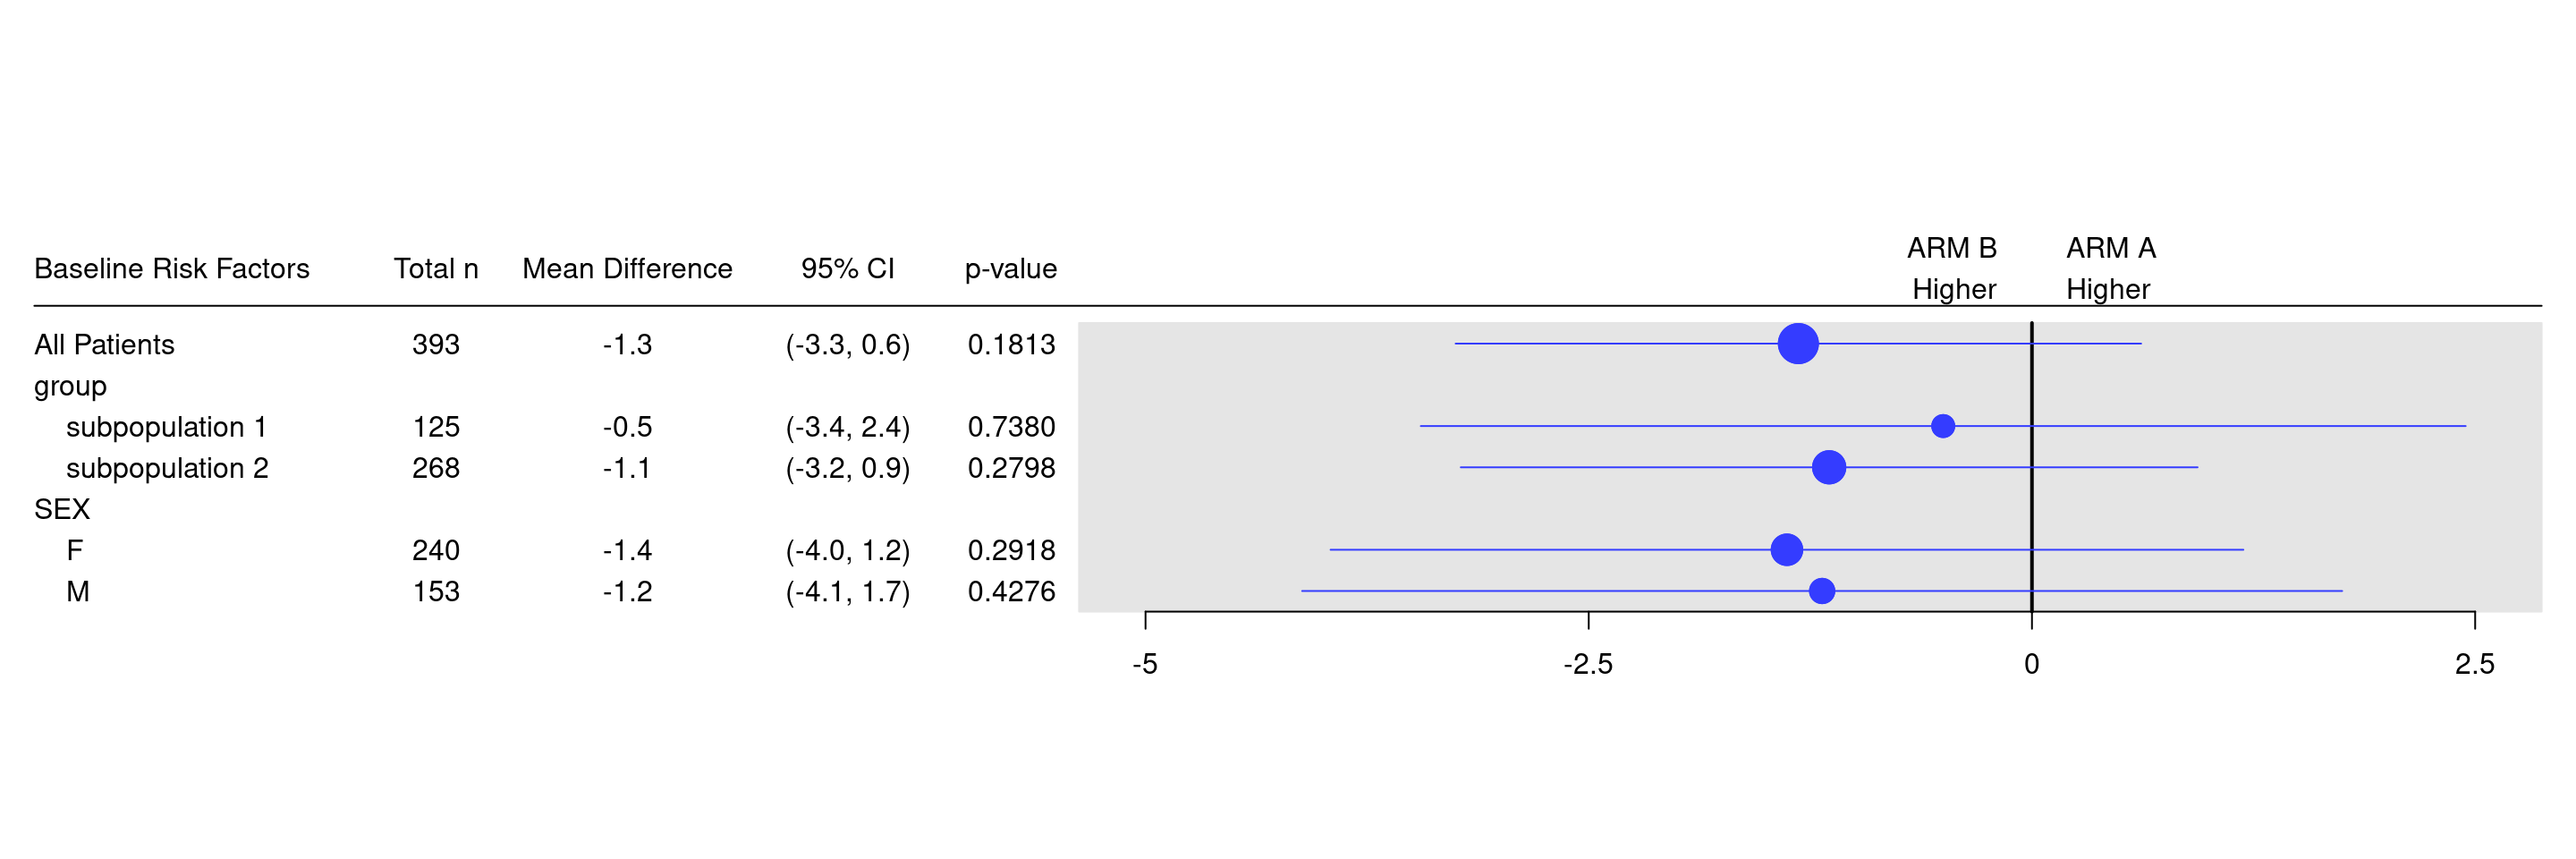 ARM B ARM A
Baseline Risk Factors Total n Mean Difference 95% CI p-value
Higher Higher
All Patients 393 -1.3 (-3.3, 0.6) 0.1813
group
subpopulation 1 125 -0.5 (-3.4, 2.4) 0.7380
subpopulation 2 268 -1.1 (-3.2, 0.9) 0.2798
SEX
F 240 -1.4 (-4.0, 1.2) 0.2918
M 153 -1.2 (-4.1, 1.7) 0.4276
-5 -2.5 0 2.5